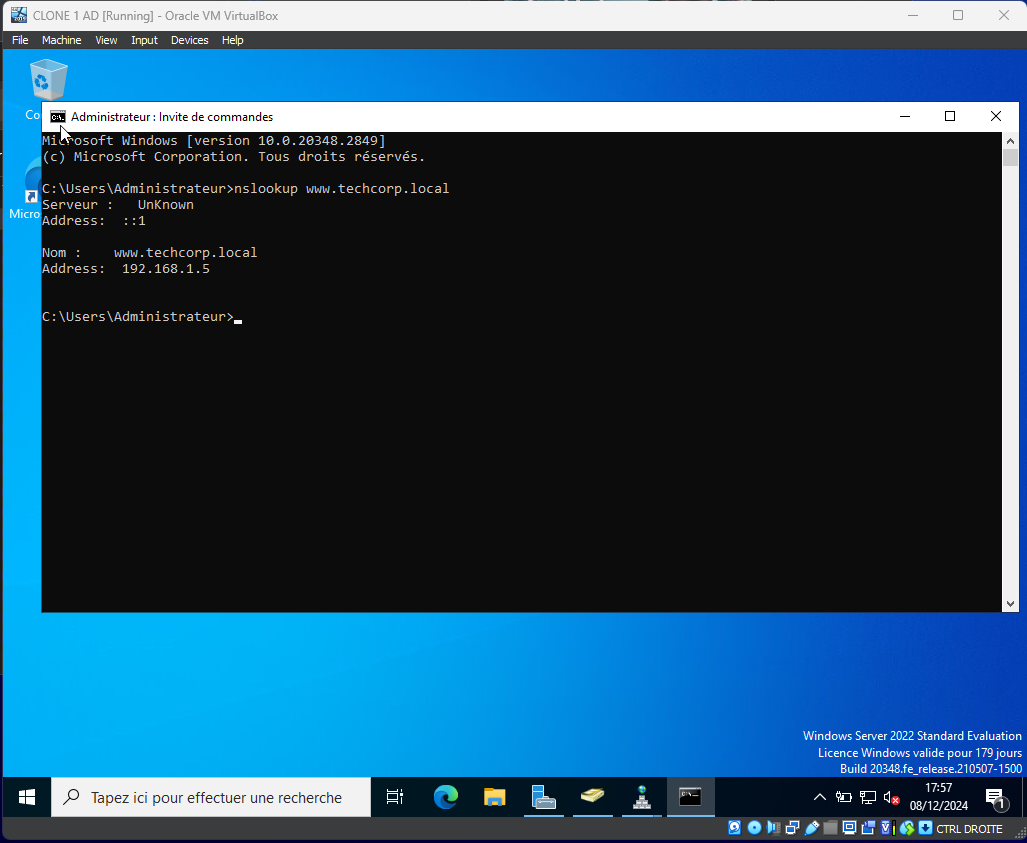 CLONE 1 AD [Running] - Oracle VM VirtualBox
File Machine View Input Devices Help
Co
Administrateur : Invite de commandes
Microsoft Windows [version 10.0.20348.2849]
(c) Microsoft Corporation. Tous droits réservés.
C:\Users\Administrateur>nslookup www.techcorp.local
Serveur :   UnKnown
Address:  ::1
Micro
Nom :    www.techcorp.local
Address:  192.168.1.5
C:\Users\Administrateur>
Windows Server 2022 Standard Evaluation
Licence Windows valide pour 179 jours
Build 20348.fe_release.210507-1500
Tapez ici pour effectuer une recherche
17:57
08/12/2024
1
CTRL DROITE